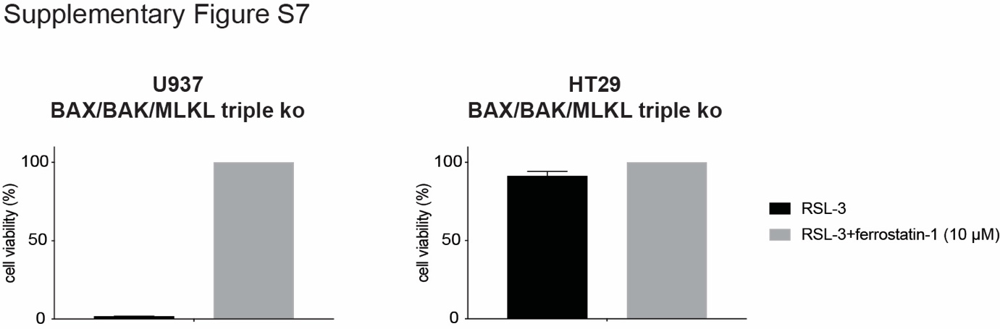 Supplementary Figure S7
U937
BAX/BAK/MLKL triple ko
cell viability (%)
100
50
0
HT29
BAX/BAK/MLKL triple ko
cell viability (%)
100
50
0
RSL-3
RSL-3+ferrostatin-1 (10 µM)